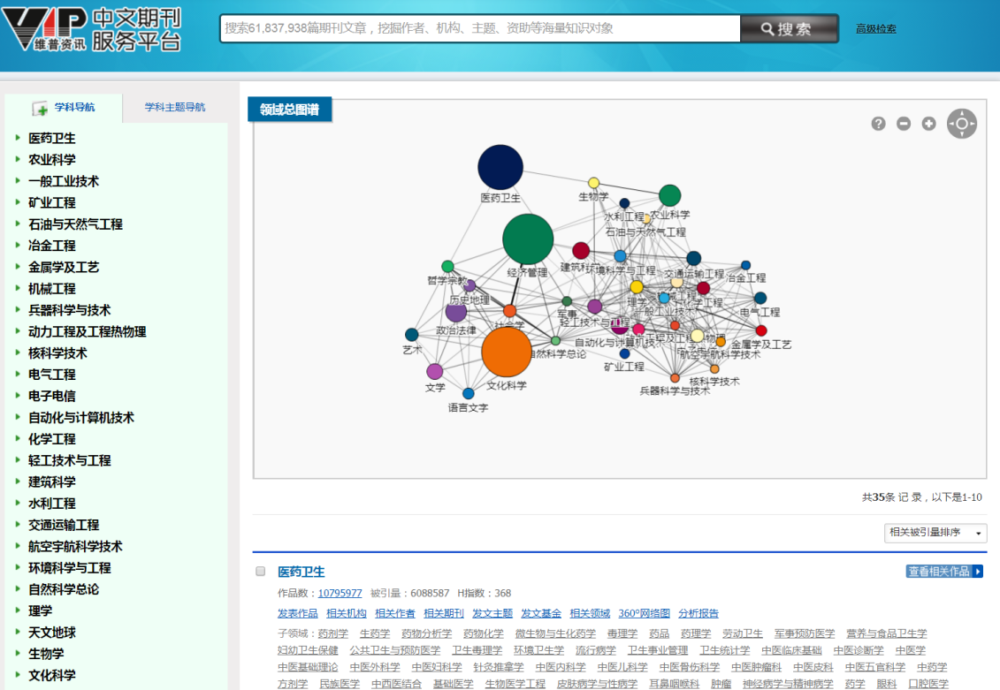 VIP 中文期刊
维普资讯 服务平台
搜索61,837,938篇期刊文章，挖掘作者、机构、主题、资助等海量知识对象
搜索
高级检索
学科导航
学科主题导航
医药卫生
农业科学
一般工业技术
矿业工程
石油与天然气工程
冶金工程
金属学及工艺
机械工程
兵器科学与技术
动力工程及工程热物理
核科学技术
电气工程
电子电信
自动化与计算机技术
化学工程
轻工技术与工程
建筑科学
水利工程
交通运输工程
航空宇航科学技术
环境科学与工程
自然科学总论
理学
天文地球
生物学
文化科学
领域总图谱
医药卫生
生物学
水利工程
农业科学
石油与天然气工程
经济管理
建筑科学
环境科学与工程
交通运输工程
冶金工程
哲学宗教
历史地理
理学
电气工程
军事
政治法律
社会学
轻工技术与工程
艺术
自动化与计算机技术
金属学及工艺
自然科学总论
航空宇航科学技术
矿业工程
文学
文化科学
核科学技术
兵器科学与技术
语言文字
共35条 记 录，以下是1-10
相关被引量排序
医药卫生
查看相关作品
作品数：10795977 被引量：6088587 H指数：368
发表作品 相关机构 相关作者 相关期刊 发文主题 发文基金 相关领域 360º网络图 分析报告
子领域：药剂学 生药学 药物分析学 药物化学 微生物与生化药学 毒理学 药品 药理学 劳动卫生 军事预防医学 营养与食品卫生学
妇幼卫生保健 公共卫生与预防医学 卫生毒理学 环境卫生学 流行病学 卫生事业管理 卫生统计学 中医临床基础 中医诊断学 中医学
中医基础理论 中医外科学 中医妇科学 针灸推拿学 中医内科学 中医儿科学 中医骨伤科学 中医肿瘤科 中医皮科 中医五官科学 中药学
方剂学 民族医学 中西医结合 基础医学 生物医学工程 皮肤病学与性病学 耳鼻咽喉科 肿瘤 神经病学与精神病学 药学 眼科 口腔医学